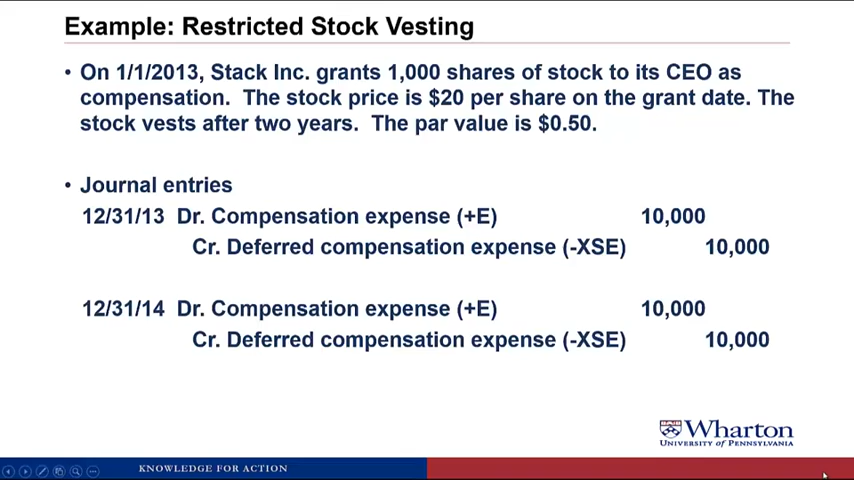 Example: Restricted Stock Vesting
• On 1/1/2013, Stack Inc. grants 1,000 shares of stock to its CEO as
compensation. The stock price is $20 per share on the grant date. The
stock vests after two years. The par value is $0.50.
• Journal entries
12/31/13 Dr. Compensation expense (+E) 10,000
Cr. Deferred compensation expense (-XSE) 10,000
12/31/14 Dr. Compensation expense (+E) 10,000
Cr. Deferred compensation expense (-XSE) 10,000
Wharton
UNIVERSITY OF PENNSYLVANIA
KNOWLEDGE FOR ACTION